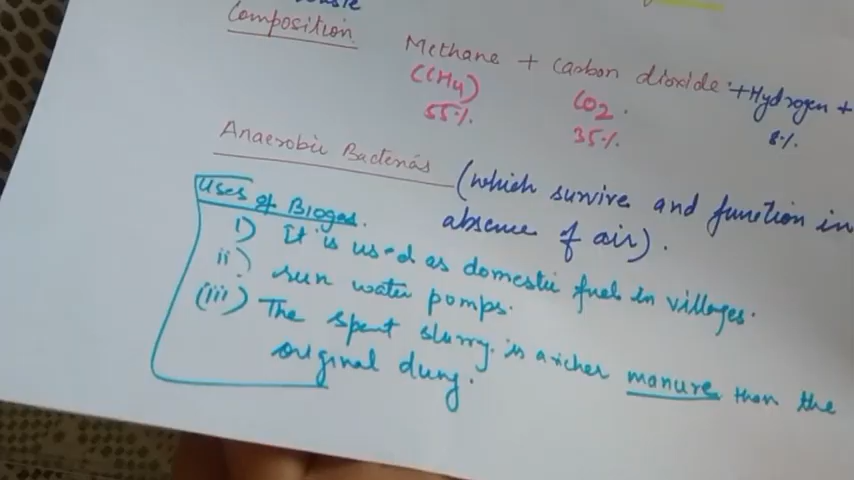 Composition
Methane + Carbon dioxide + Hydrogen +
(CH4) CO2.
55% 35% 8%
Anaerobic Bacterias (which survive and function in
absence of air).
Uses of Biogas.
i) It is used as domestic fuel in villages.
ii) run water pomps.
(iii) The spent slurry is a richer manure than the
original dung.